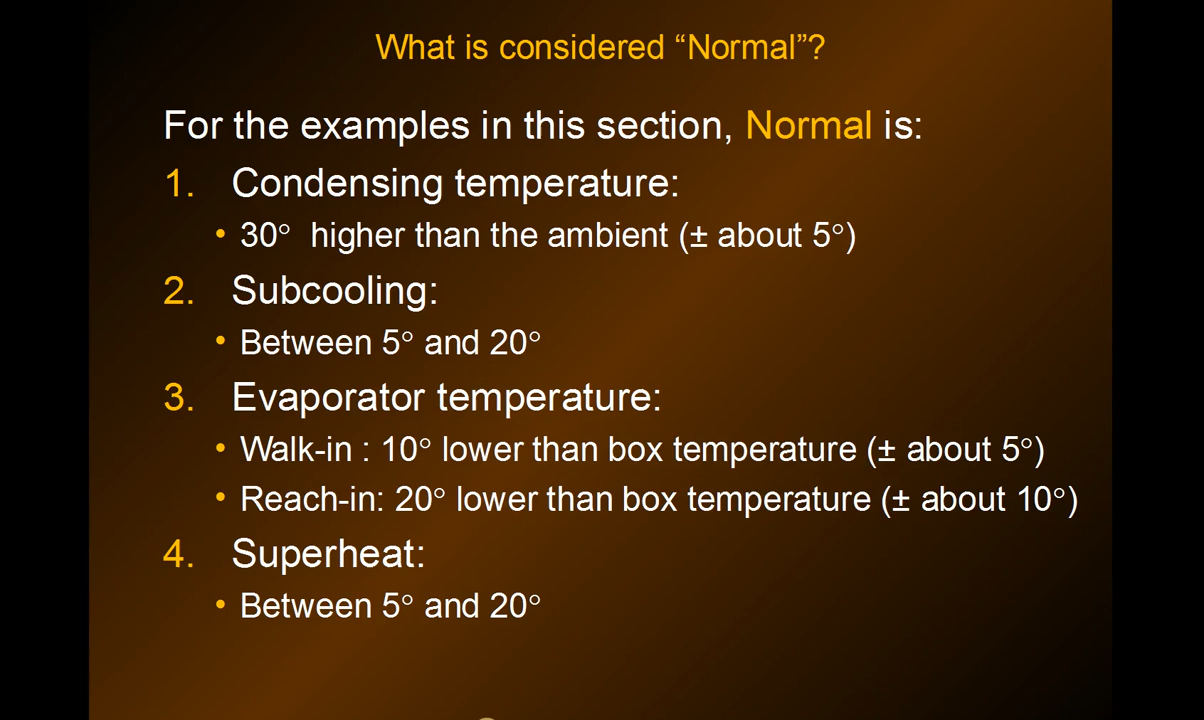 What is considered “Normal”?
For the examples in this section, Normal is:
1. Condensing temperature:
• 30° higher than the ambient (± about 5°)
2. Subcooling:
• Between 5° and 20°
3. Evaporator temperature:
• Walk-in : 10° lower than box temperature (± about 5°)
• Reach-in: 20° lower than box temperature (± about 10°)
4. Superheat:
• Between 5° and 20°